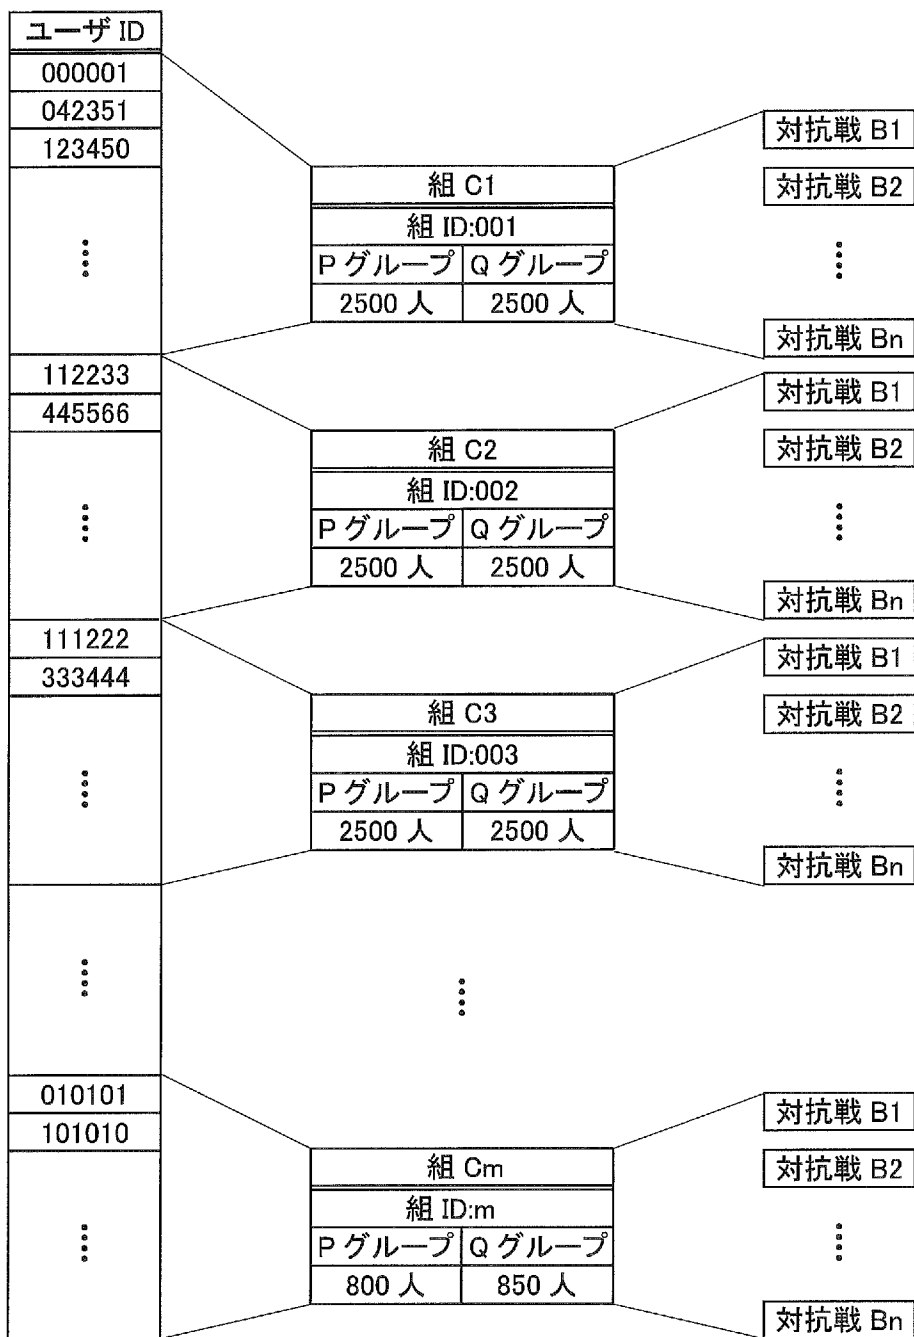 ユーザ ID
000001
042351
123450
対抗戦 B1
組 C1
対抗戦 B2
組 ID:001
P グループ Q グループ
2500 人 2500 人
対抗戦 Bn
112233
対抗戦 B1
445566
組 C2
対抗戦 B2
組 ID:002
P グループ Q グループ
2500 人 2500 人
対抗戦 Bn
111222
対抗戦 B1
333444
組 C3
対抗戦 B2
組 ID:003
P グループ Q グループ
2500 人 2500 人
対抗戦 Bn
010101
対抗戦 B1
101010
組 Cm
対抗戦 B2
組 ID:m
P グループ Q グループ
800 人 850 人
対抗戦 Bn